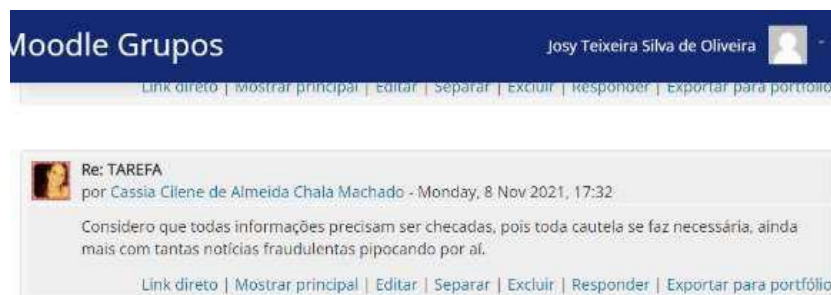 Moodle Grupos
Josy Teixeira Silva de Oliveira
Link direto | Mostrar principal | Editar | Separar | Excluir | Responder | Exportar para portfólio
Re: TAREFA
por Cassia Cilene de Almeida Chala Machado - Monday, 8 Nov 2021, 17:32
Considero que todas informações precisam ser checadas, pois toda cautela se faz necessária, ainda
mais com tantas notícias fraudulentas pipocando por aí.
Link direto | Mostrar principal | Editar | Separar | Excluir | Responder | Exportar para portfólio